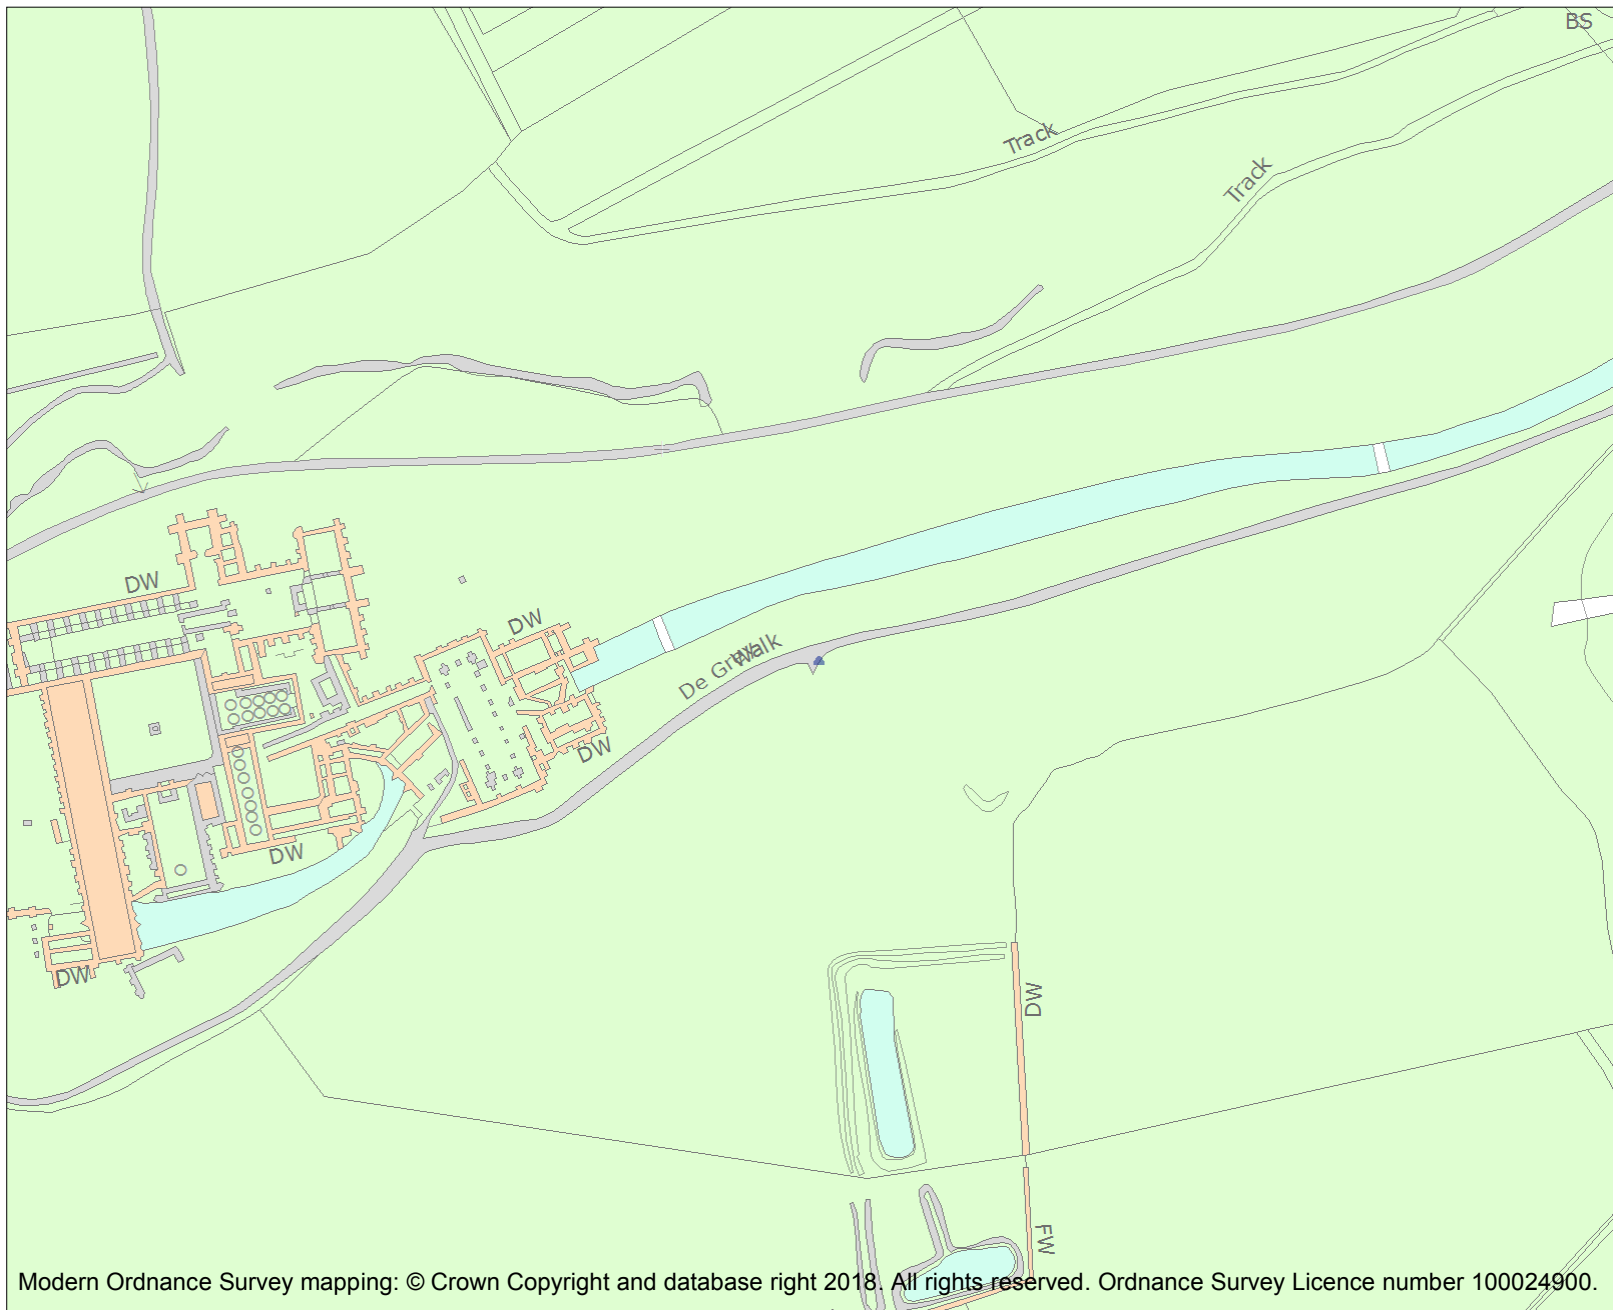 BS
Track
Track
DW
DW
De Grey Walk
DW
DW
DW
DW
FW
Modern Ordnance Survey mapping: © Crown Copyright and database right 2018. All rights reserved. Ordnance Survey Licence number 100024900.